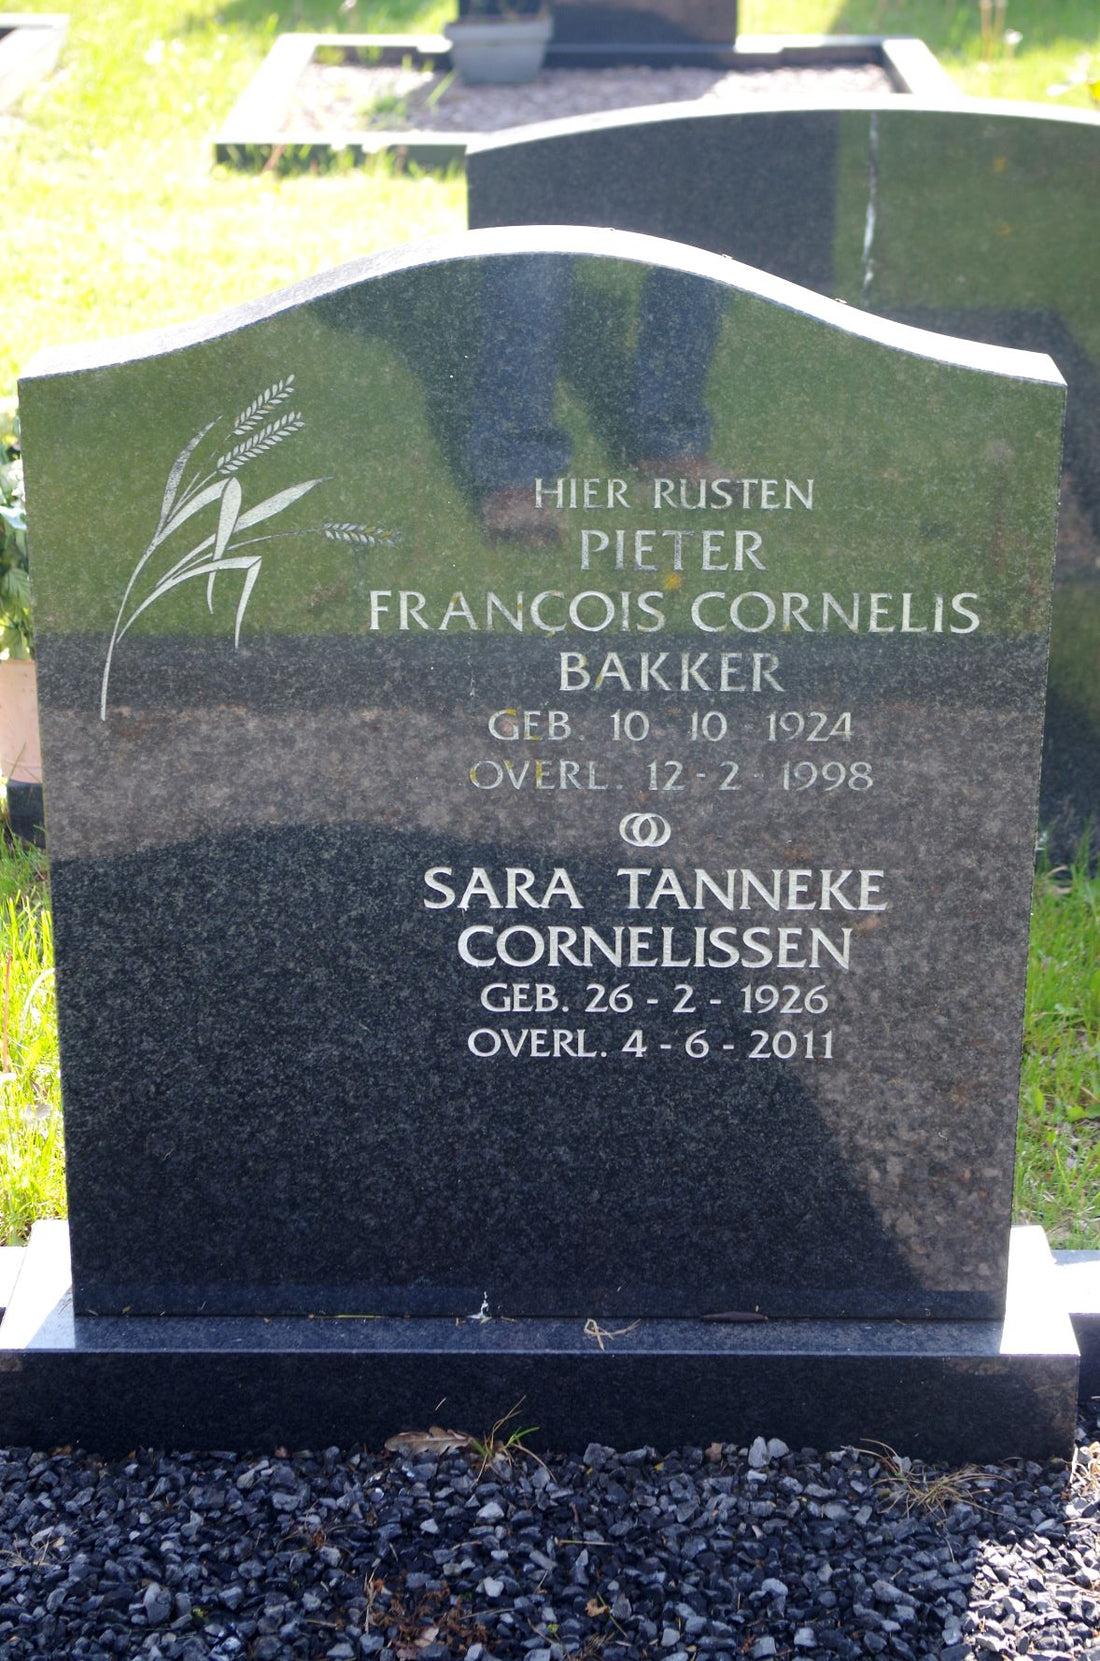 HIER RUSTEN
PIETER
FRANÇOIS CORNELIS
BAKKER
GEB. 10 - 10 - 1924
OVERL. 12 - 2 - 1998
SARA TANNEKE
CORNELISSEN
GEB. 26 - 2 - 1926
OVERL. 4 - 6 - 2011